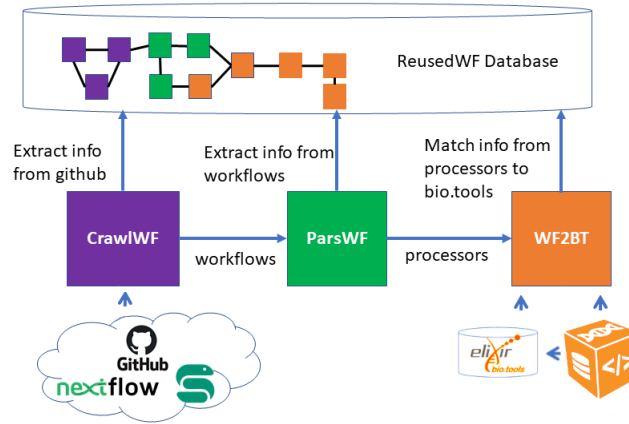 ReusedWF Database
Extract info
from github
Extract info from
workflows
Match info from
processors to
bio.tools
CrawlWF
workflows
ParsWF
processors
WF2BT
GitHub
nextflow
elixir
bio.tools
</>